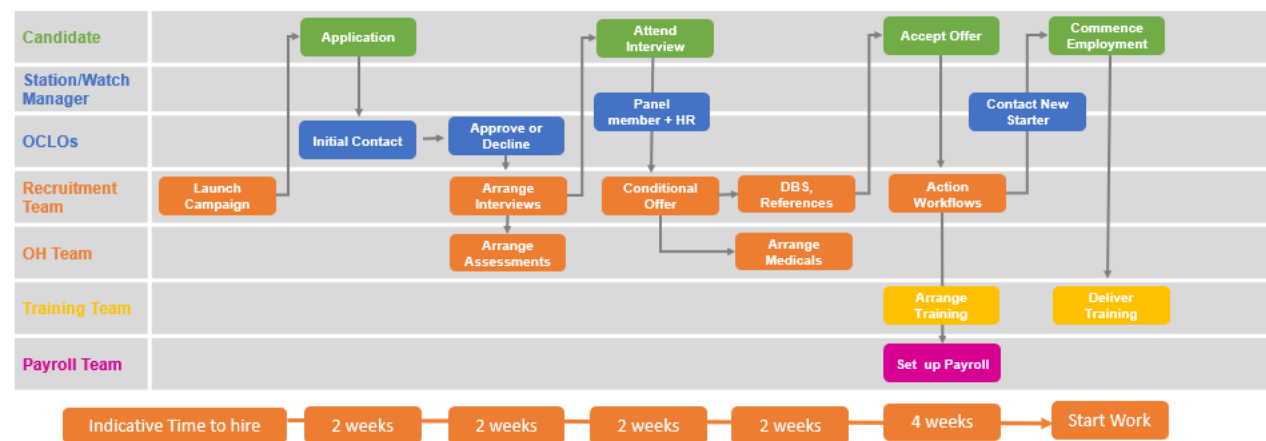 Candidate
Application
Attend
Interview
Accept Offer
Commence
Employment
Station/Watch
Manager
Panel
member + HR
Contact New
Starter
OCLOs
Initial Contact
Approve or
Decline
Recruitment
Team
Launch
Campaign
Arrange
Interviews
Conditional
Offer
DBS,
References
Action
Workflows
OH Team
Arrange
Assessments
Arrange
Medicals
Training Team
Arrange
Training
Deliver
Training
Payroll Team
Set up Payroll
Indicative Time to hire
2 weeks
2 weeks
2 weeks
2 weeks
4 weeks
Start Work